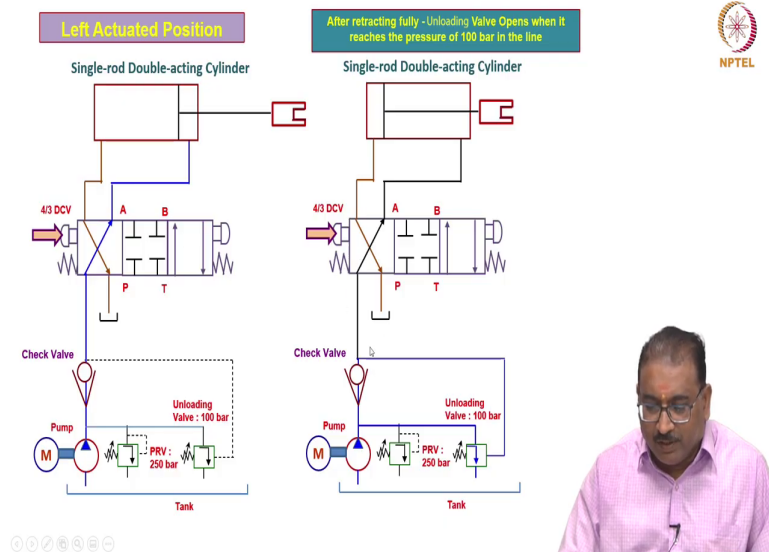 Left Actuated Position
After retracting fully - Unloading Valve Opens when it
reaches the pressure of 100 bar in the line
NPTEL
Single-rod Double-acting Cylinder
4/3 DCV
A
B
P
T
Check Valve
Unloading
Valve : 100 bar
Pump
M
PRV :
250 bar
Tank
Single-rod Double-acting Cylinder
4/3 DCV
A
B
P
T
Check Valve
Unloading
Valve : 100 bar
Pump
M
PRV :
250 bar
Tank